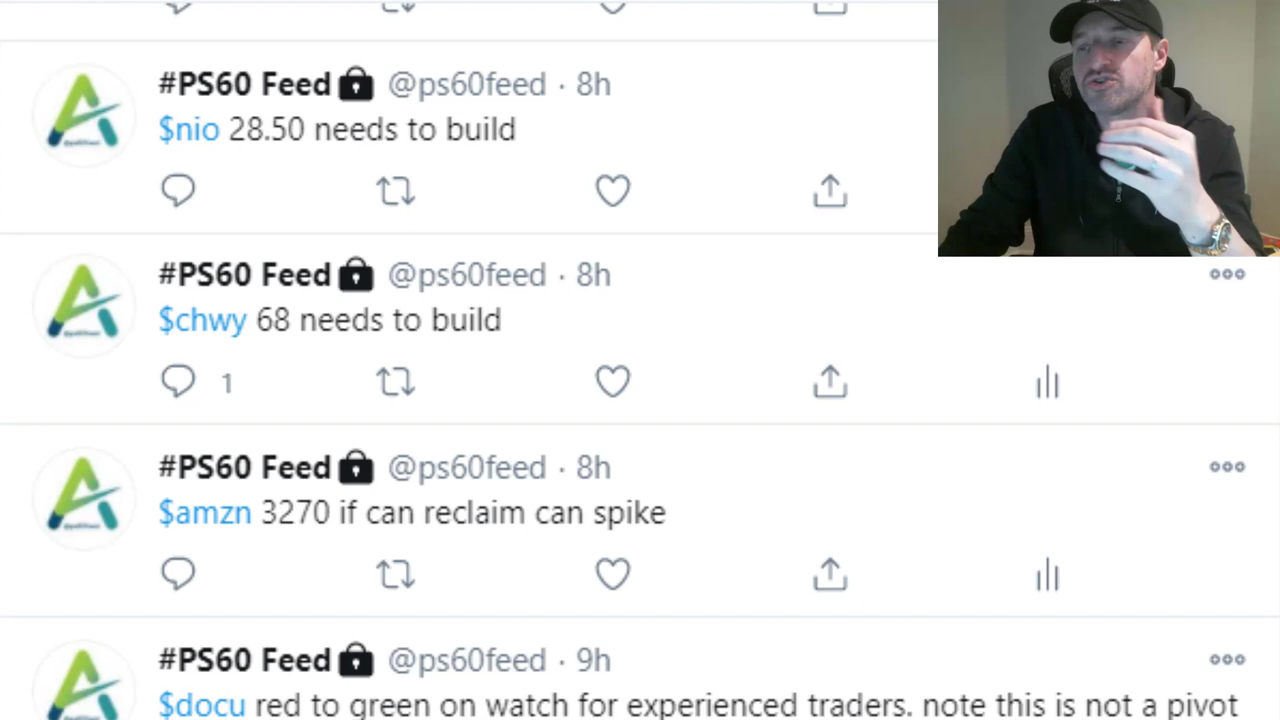 #PS60 Feed🔒 @ps60feed · 8h
$nio 28.50 needs to build
#PS60 Feed🔒 @ps60feed · 8h
$chwy 68 needs to build
1
#PS60 Feed🔒 @ps60feed · 8h
$amzn 3270 if can reclaim can spike
#PS60 Feed🔒 @ps60feed · 9h
$docu red to green on watch for experienced traders. note this is not a pivot